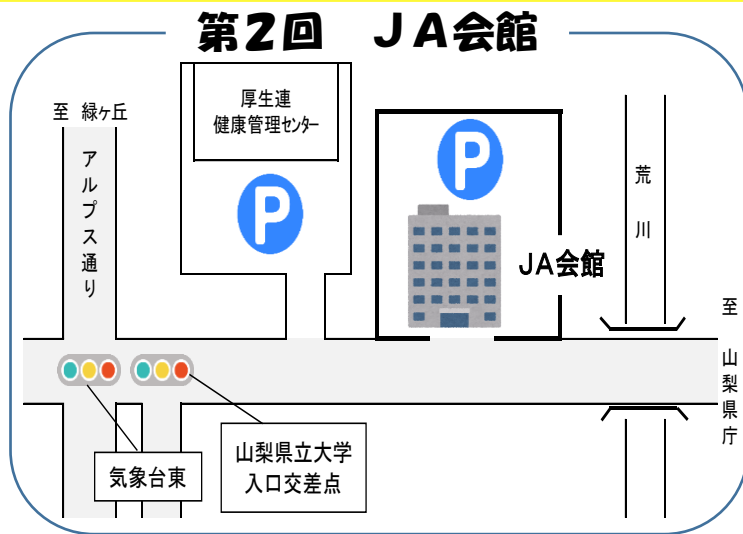 第2回　JA会館
厚生連
健康管理センター
至 緑ヶ丘
アルプス通り
P
P
JA会館
荒川
至 山梨県庁
気象台東
山梨県立大学
入口交差点